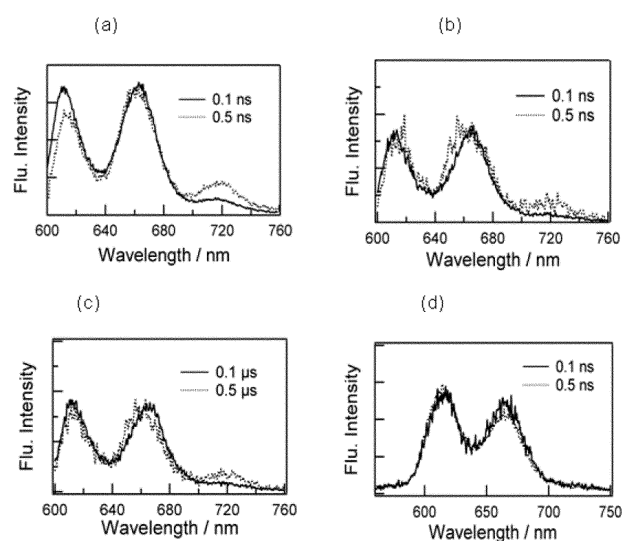 (a)
Flu. Intensity
0.1 ns
0.5 ns
600 640 680 720 760
Wavelength / nm
(b)
Flu. Intensity
0.1 ns
0.5 ns
600 640 680 720 760
Wavelength / nm
(c)
Flu. Intensity
0.1 µs
0.5 µs
600 640 680 720 760
Wavelength / nm
(d)
Flu. Intensity
0.1 ns
0.5 ns
600 650 700 750
Wavelength / nm